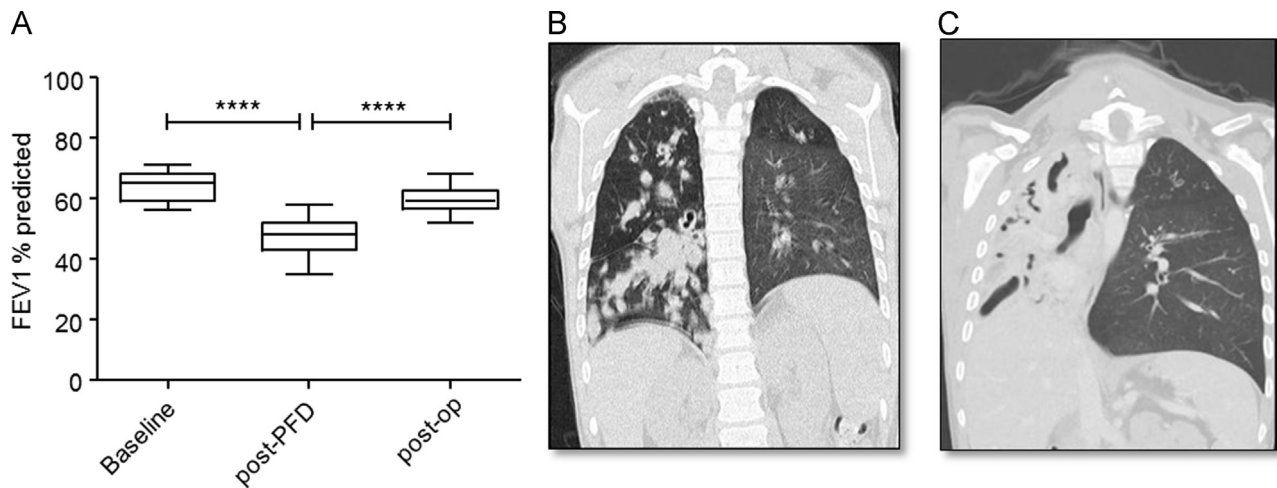 A
B
C
FEV1 % predicted
100
80
60
40
20
0
****
****
Baseline
post-PFD
post-op